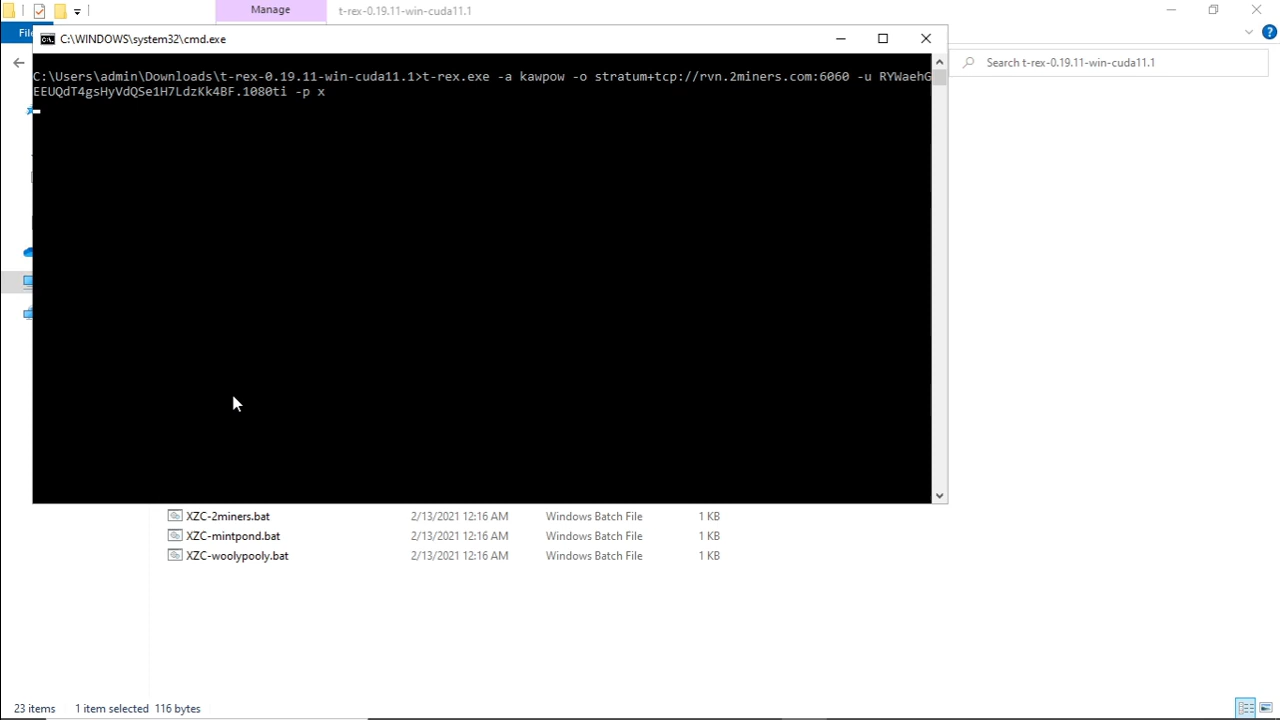 Manage
t-rex-0.19.11-win-cuda11.1
File
C:\WINDOWS\system32\cmd.exe
Search t-rex-0.19.11-win-cuda11.1
C:\Users\admin\Downloads\t-rex-0.19.11-win-cuda11.1>t-rex.exe -a kawpow -o stratum+tcp://rvn.2miners.com:6060 -u RYWaehG
EEUQdT4gsHyVdQSe1H7LdzKk4BF.1080ti -p x
XZC-2miners.bat 2/13/2021 12:16 AM Windows Batch File 1 KB
XZC-mintpond.bat 2/13/2021 12:16 AM Windows Batch File 1 KB
XZC-woolypooly.bat 2/13/2021 12:16 AM Windows Batch File 1 KB
23 items 1 item selected 116 bytes